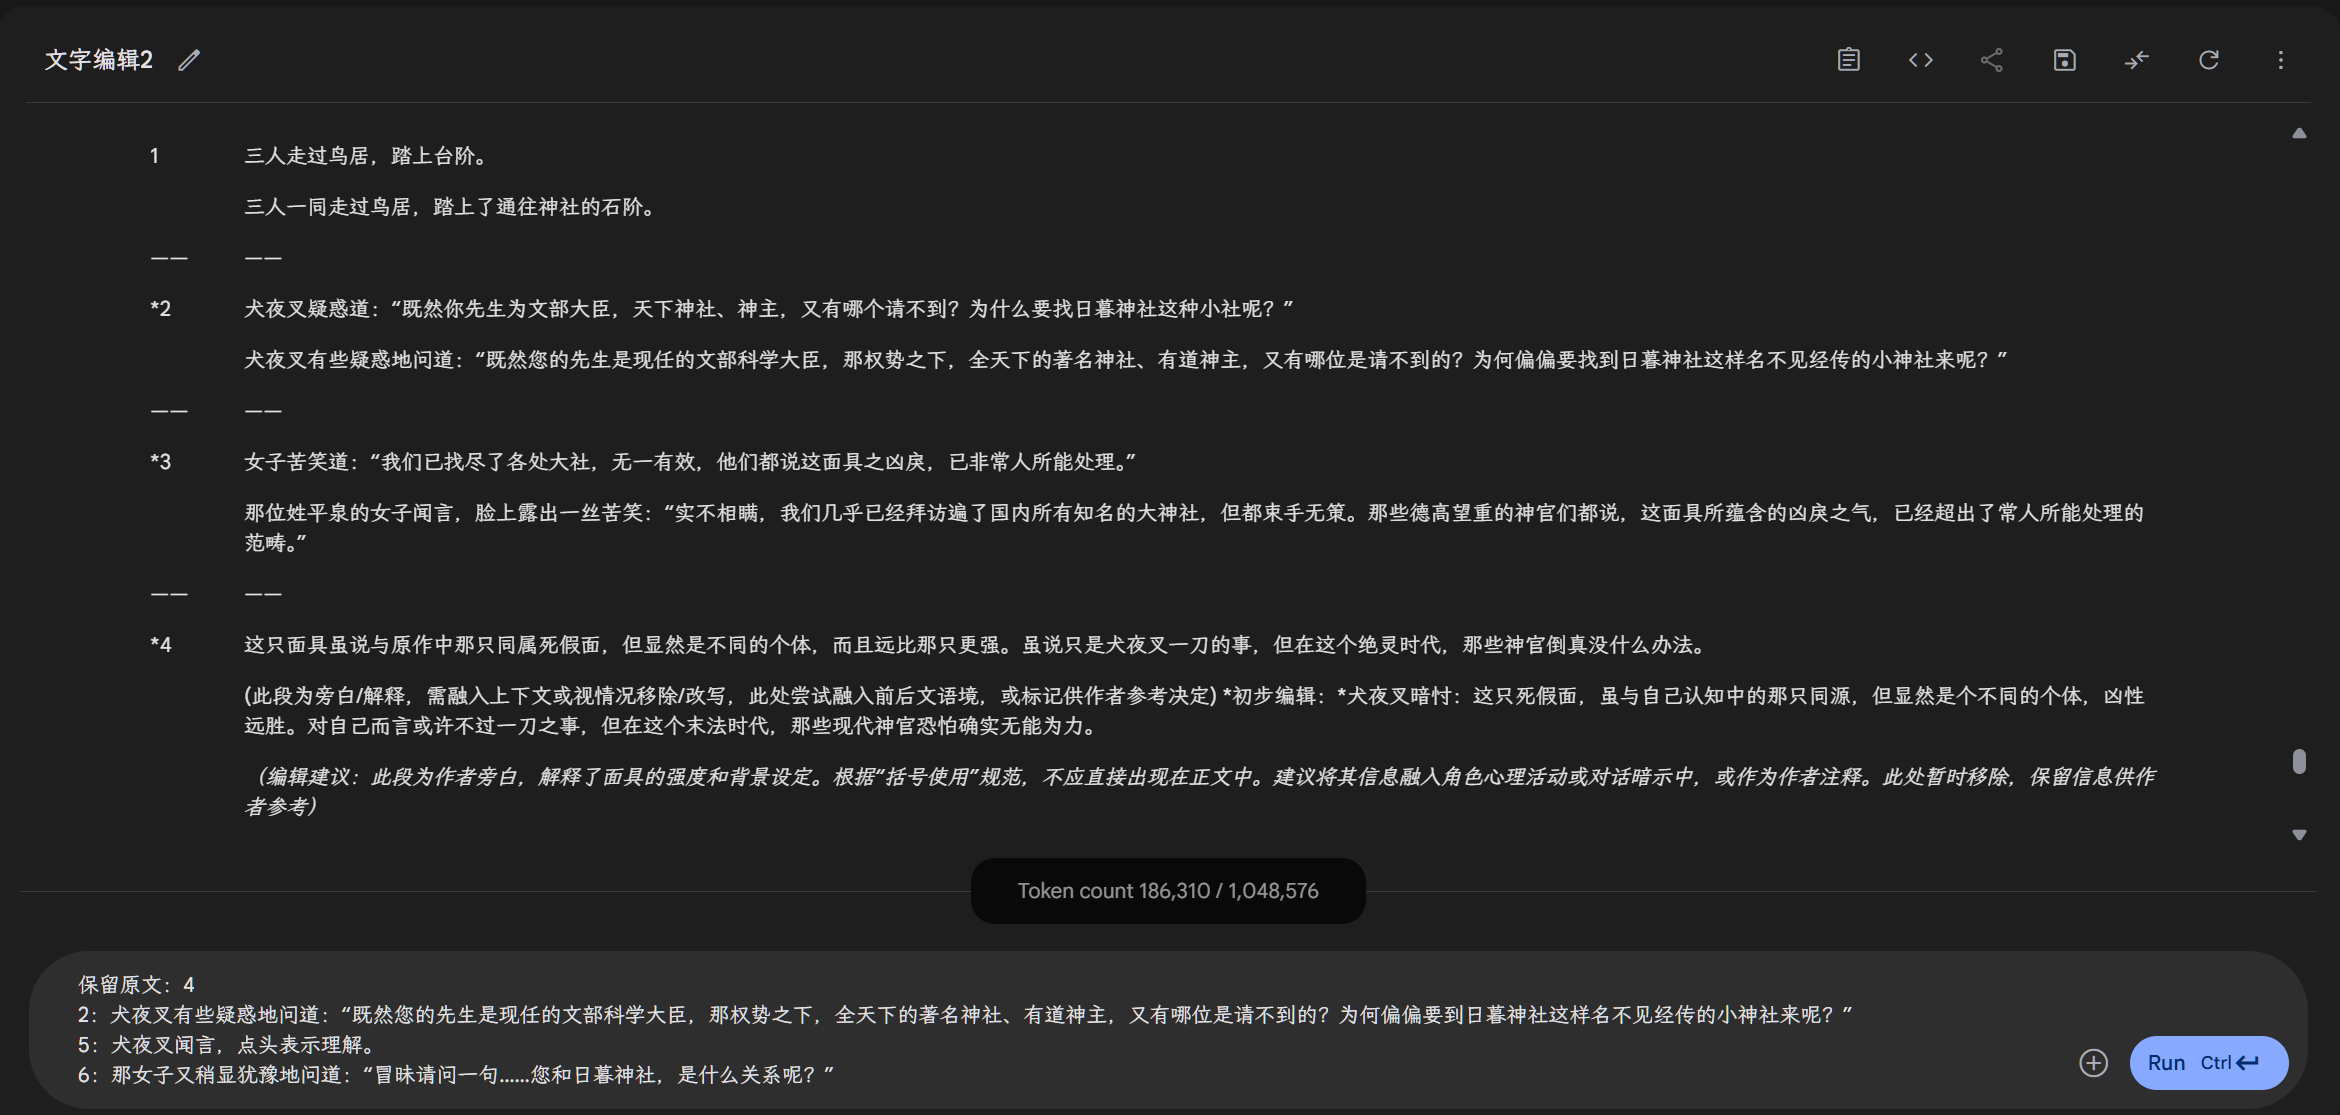 文字编辑2
1 三人走过鸟居，踏上台阶。
三人一同走过鸟居，踏上了通往神社的石阶。
—— ——
*2 犬夜叉疑惑道：“既然你先生为文部大臣，天下神社、神主，又有哪个请不到？为什么要找日暮神社这种小社呢？”
犬夜叉有些疑惑地问道：“既然您的先生是现任的文部科学大臣，那权势之下，全天下的著名神社、有道神主，又有哪位是请不到的？为何偏偏要找到日暮神社这样名不见经传的小神社来呢？”
—— ——
*3 女子苦笑道：“我们已找尽了各处大社，无一有效，他们都说这面具之凶戾，已非常人所能处理。”
那位姓平泉的女子闻言，脸上露出一丝苦笑：“实不相瞒，我们几乎已经拜访遍了国内所有知名的大神社，但都束手无策。那些德高望重的神官们都说，这面具所蕴含的凶戾之气，已经超出了常人所能处理的
范畴。”
—— ——
*4 这只面具虽说与原作中那只同属死假面，但显然是不同的个体，而且远比那只更强。虽说只是犬夜叉一刀的事，但在这个绝灵时代，那些神官倒真没什么办法。
(此段为旁白/解释，需融入上下文或视情况移除/改写，此处尝试融入前后文语境，或标记供作者参考决定) *初步编辑：*犬夜叉暗忖：这只死假面，虽与自己认知中的那只同源，但显然是个不同的个体，凶性
远胜。对自己而言或许不过一刀之事，但在这个末法时代，那些现代神官恐怕确实无能为力。
（编辑建议：此段为作者旁白，解释了面具的强度和背景设定。根据“括号使用”规范，不应直接出现在正文中。建议将其信息融入角色心理活动或对话暗示中，或作为作者注释。此处暂时移除，保留信息供作
者参考）
Token count 186,310 / 1,048,576
保留原文：4
2：犬夜叉有些疑惑地问道：“既然您的先生是现任的文部科学大臣，那权势之下，全天下的著名神社、有道神主，又有哪位是请不到的？为何偏偏要到日暮神社这样名不见经传的小神社来呢？”
5：犬夜叉闻言，点头表示理解。
6：那女子又稍显犹豫地问道：“冒昧请问一句……您和日暮神社，是什么关系呢？”
Run Ctrl